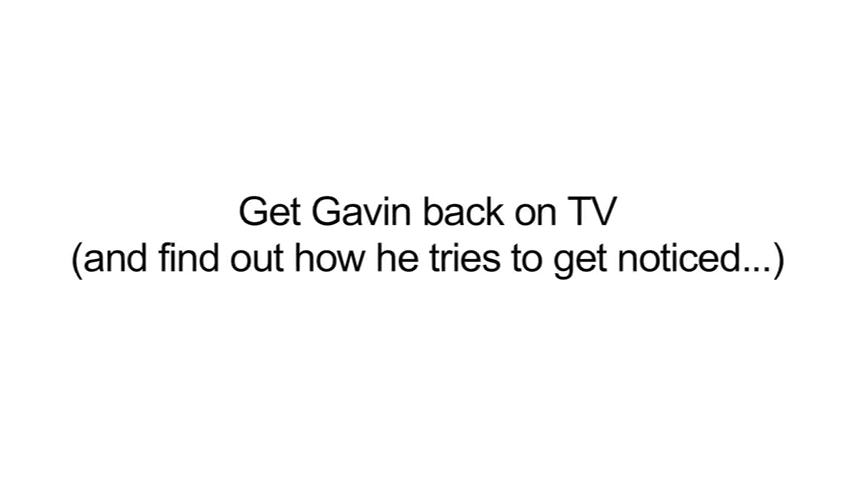 Get Gavin back on TV
(and find out how he tries to get noticed...)